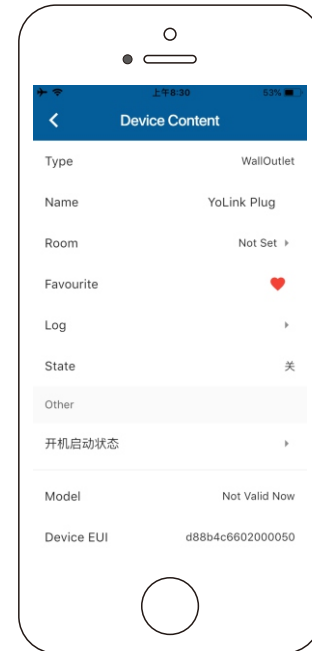 上午8:30 53%
Device Content
Type WallOutlet
Name YoLink Plug
Room Not Set
Favourite
Log
State 关
Other
开机启动状态
Model Not Valid Now
Device EUI d88b4c6602000050